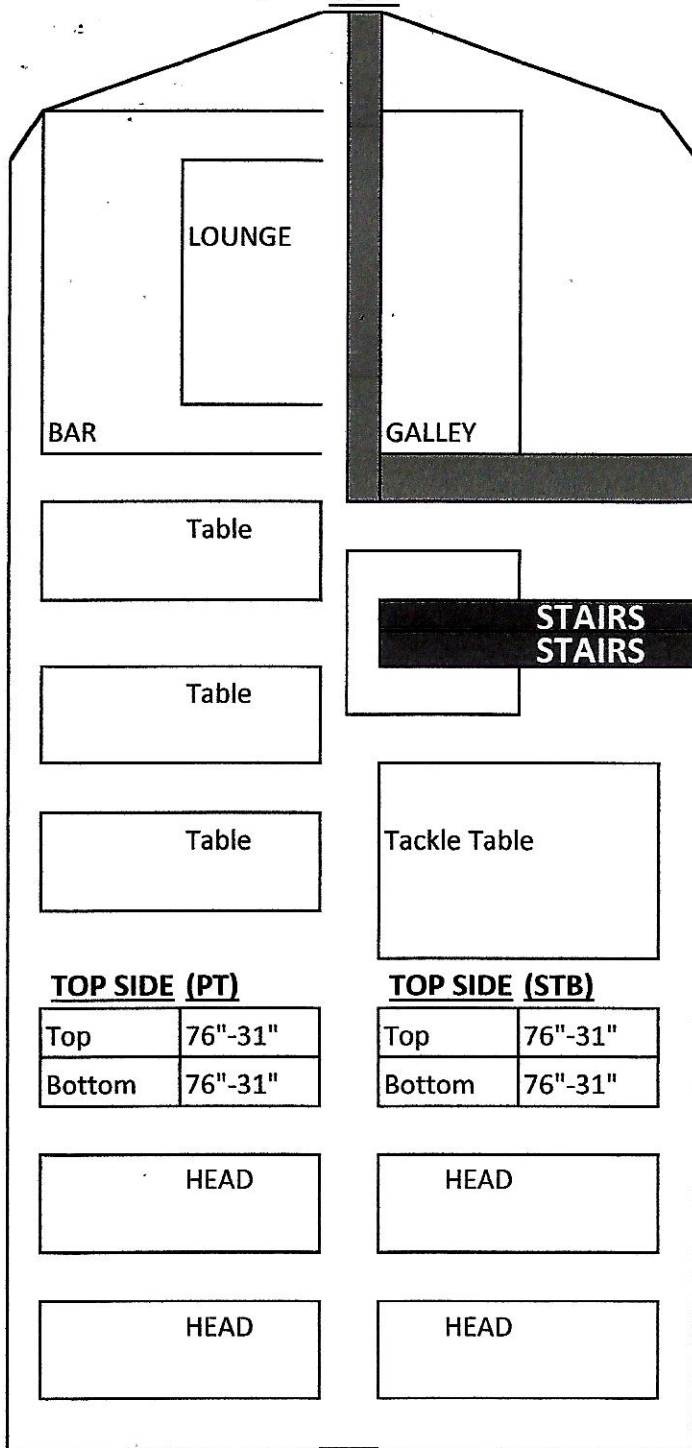 LOUNGE
BAR
GALLEY
Table
STAIRS
STAIRS
Table
Table
Tackle Table
TOP SIDE (PT)
TOP SIDE (STB)
Top 76"-31"
Top 76"-31"
Bottom 76"-31"
Bottom 76"-31"
HEAD
HEAD
HEAD
HEAD